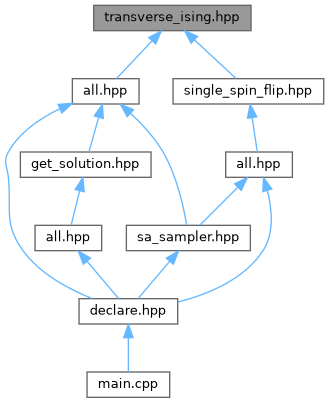 transverse_ising.hpp
all.hpp
single_spin_flip.hpp
get_solution.hpp
all.hpp
all.hpp
sa_sampler.hpp
declare.hpp
main.cpp